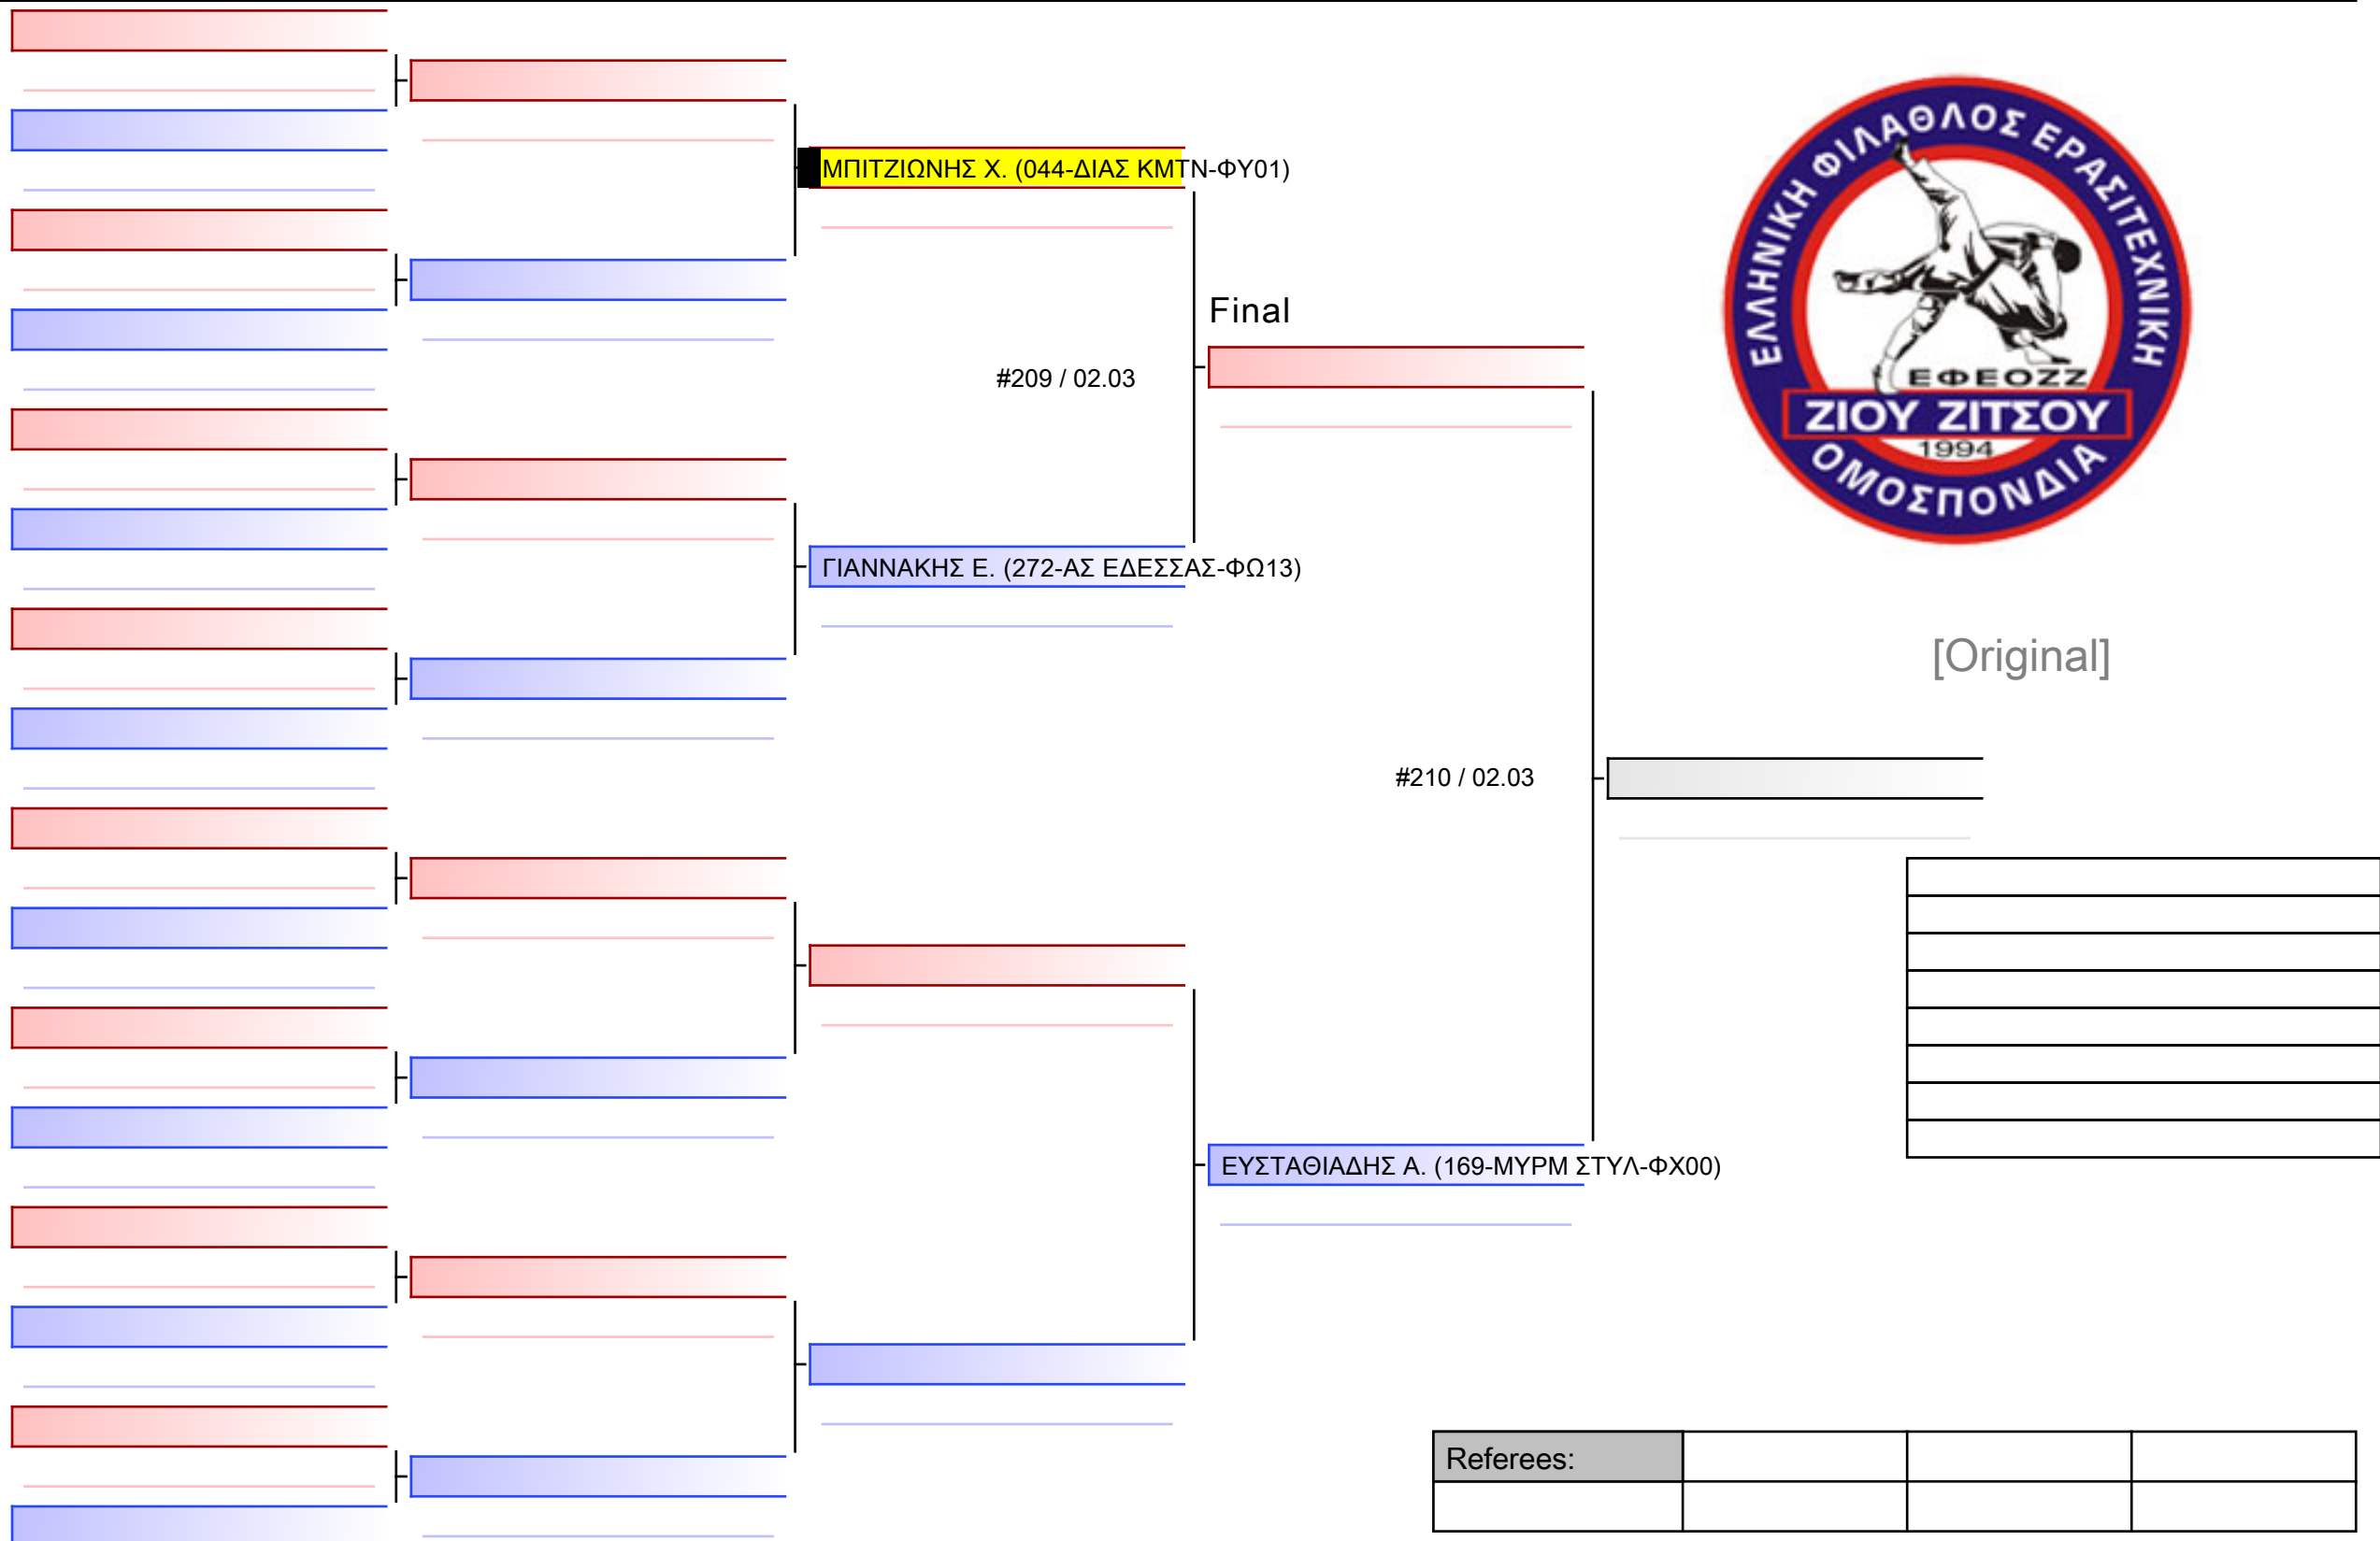 ΕΛΛΗΝΙΚΗ ΦΙΛΑΘΛΟΣ ΕΡΑΣΙΤΕΧΝΙΚΗ
ΜΠΙΤΖΙΩΝΗΣ Χ. (044-ΔΙΑΣ ΚΜΤΝ-ΦΥ01)
Final
#209 / 02.03
ΕΦΕΟΖΖ
ΖΙΟΥ ΖΙΤΣΟΥ
1994
ΟΜΟΣΠΟΝΔΙΑ
ΓΙΑΝΝΑΚΗΣ Ε. (272-ΑΣ ΕΔΕΣΣΑΣ-ΦΩ13)
[Original]
#210 / 02.03
ΕΥΣΤΑΘΙΑΔΗΣ Α. (169-ΜΥΡΜ ΣΤΥΛ-ΦΧ00)
Referees: